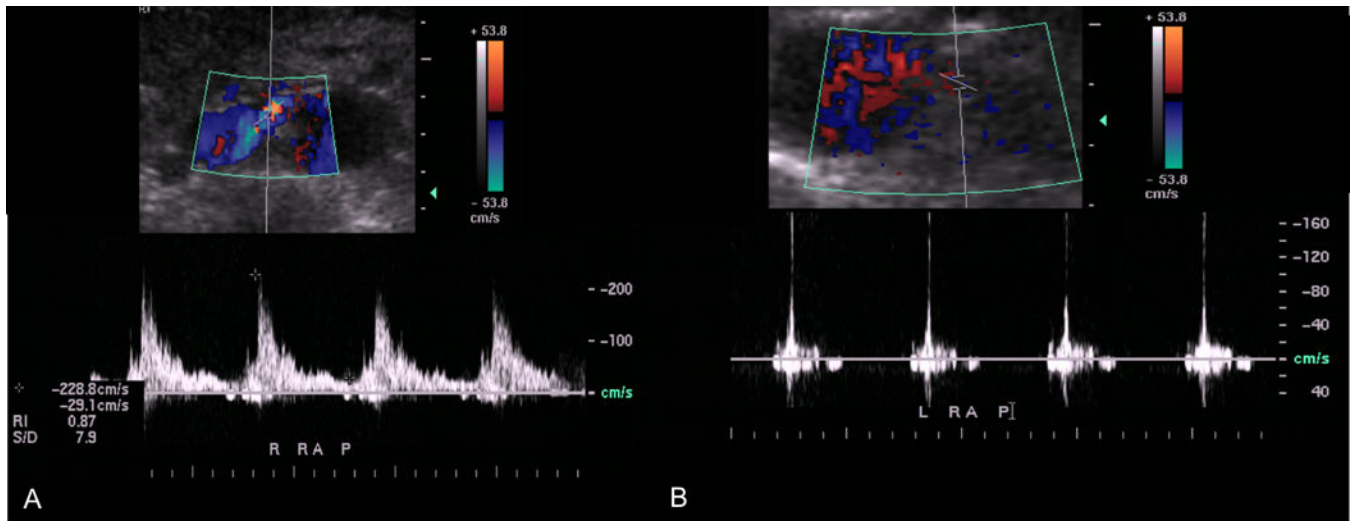 RI
+ 53.8
- 53.8
cm/s
-200
-100
cm/s
-228.8cm/s
-29.1cm/s
RI 0.87
S/D 7.9
R RA P
A
+ 53.8
- 53.8
cm/s
-160
-120
-80
-40
cm/s
40
L RA P
B